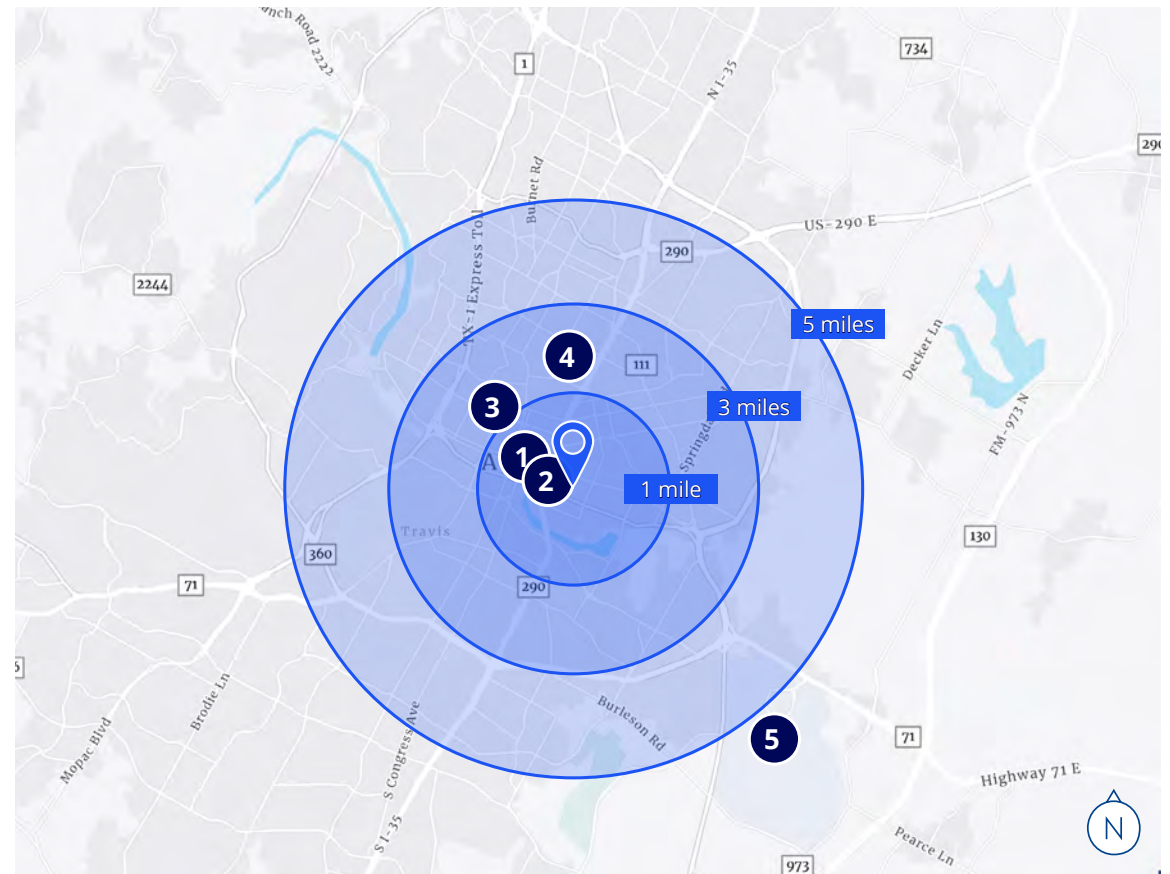 nch Road 2222
1
N I-35
734
290
Burnet Rd
US-290 E
290
2244
TX-1 Express Toll
5 miles
Decker Ln
4
111
3
3 miles
FM-973 N
1
A
2
1 mile
Travis
130
360
71
290
Brodie Ln
Burleson Rd
Mopac Blvd
S Congress Ave
5
71
Highway 71 E
S I-35
N
Pearce Ln
973